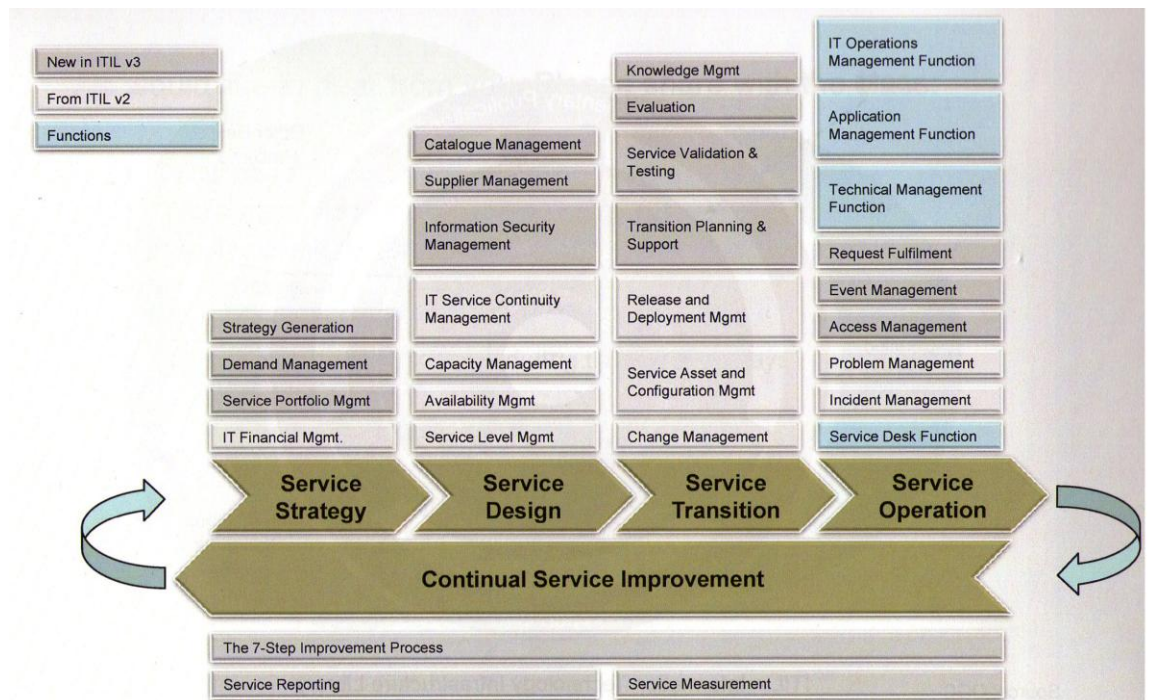 New in ITIL v3
From ITIL v2
Functions
Strategy Generation
Demand Management
Service Portfolio Mgmt
IT Financial Mgmt.
Catalogue Management
Supplier Management
Information Security
Management
IT Service Continuity
Management
Capacity Management
Availability Mgmt
Service Level Mgmt
Knowledge Mgmt
Evaluation
Service Validation &
Testing
Transition Planning &
Support
Release and
Deployment Mgmt
Service Asset and
Configuration Mgmt
Change Management
IT Operations
Management Function
Application
Management Function
Technical Management
Function
Request Fulfilment
Event Management
Access Management
Problem Management
Incident Management
Service Desk Function
Service
Strategy
Service
Design
Service
Transition
Service
Operation
Continual Service Improvement
The 7-Step Improvement Process
Service Reporting
Service Measurement